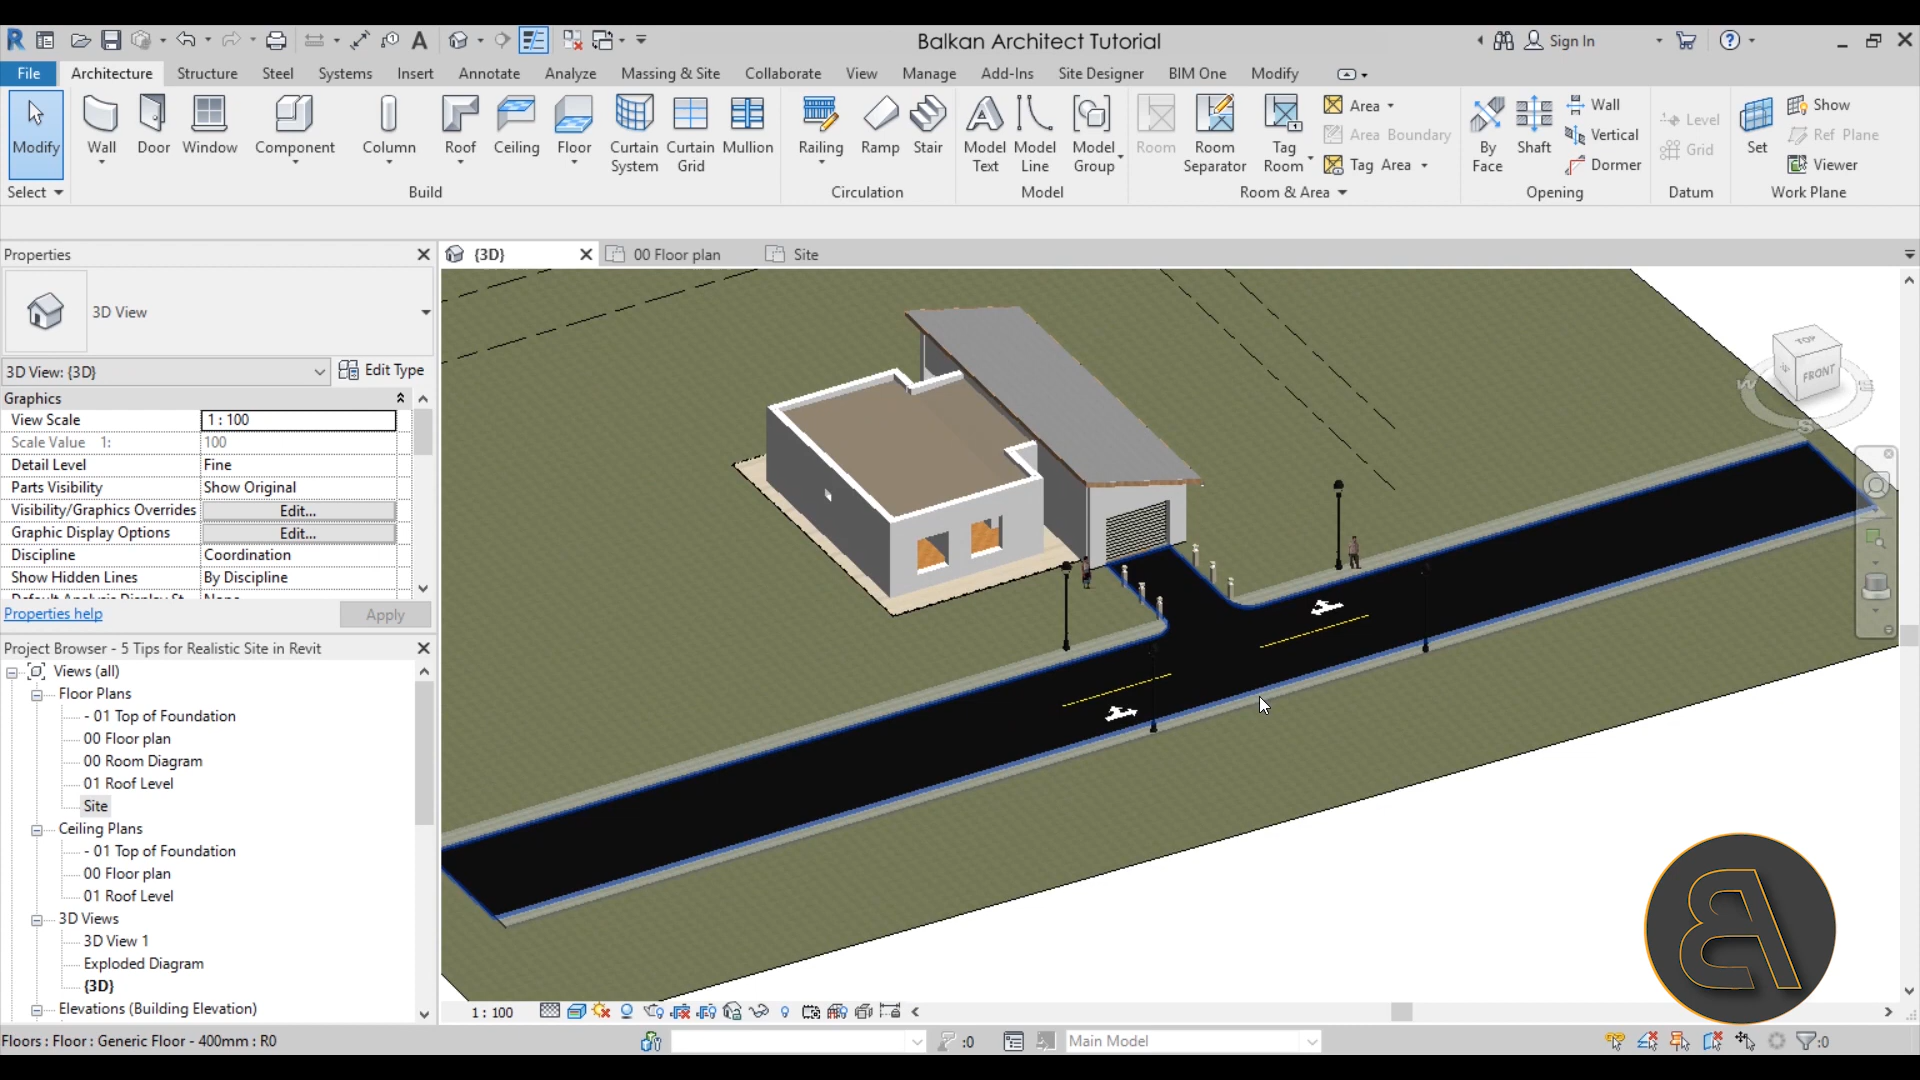 Balkan Architect Tutorial
Sign In
File Architecture Structure Steel Systems Insert Annotate Analyze Massing & Site Collaborate View Manage Add-Ins Site Designer BIM One Modify
Modify Wall Door Window Component Column Roof Ceiling Floor Curtain System Curtain Grid Mullion Railing Ramp Stair Model Text Model Line Model Group Room Room Separator Tag Room
Area
Area Boundary
Tag Area
By Face Shaft
Wall
Vertical
Dormer
Level
Grid
Set
Show
Ref Plane
Viewer
Select Build Circulation Model Room & Area Opening Datum Work Plane
Properties
{3D} 00 Floor plan Site
3D View
3D View: {3D} Edit Type
Graphics
View Scale 1 : 100
Scale Value 1: 100
Detail Level Fine
Parts Visibility Show Original
Visibility/Graphics Overrides Edit...
Graphic Display Options Edit...
Discipline Coordination
Show Hidden Lines By Discipline
Properties help Apply
Project Browser - 5 Tips for Realistic Site in Revit
Views (all)
Floor Plans
- 01 Top of Foundation
00 Floor plan
00 Room Diagram
01 Roof Level
Site
Ceiling Plans
- 01 Top of Foundation
00 Floor plan
01 Roof Level
3D Views
3D View 1
Exploded Diagram
{3D}
Elevations (Building Elevation)
TOP
FRONT
W
S
E
1 : 100
Floors : Floor : Generic Floor - 400mm : R0
:0
Main Model
:0